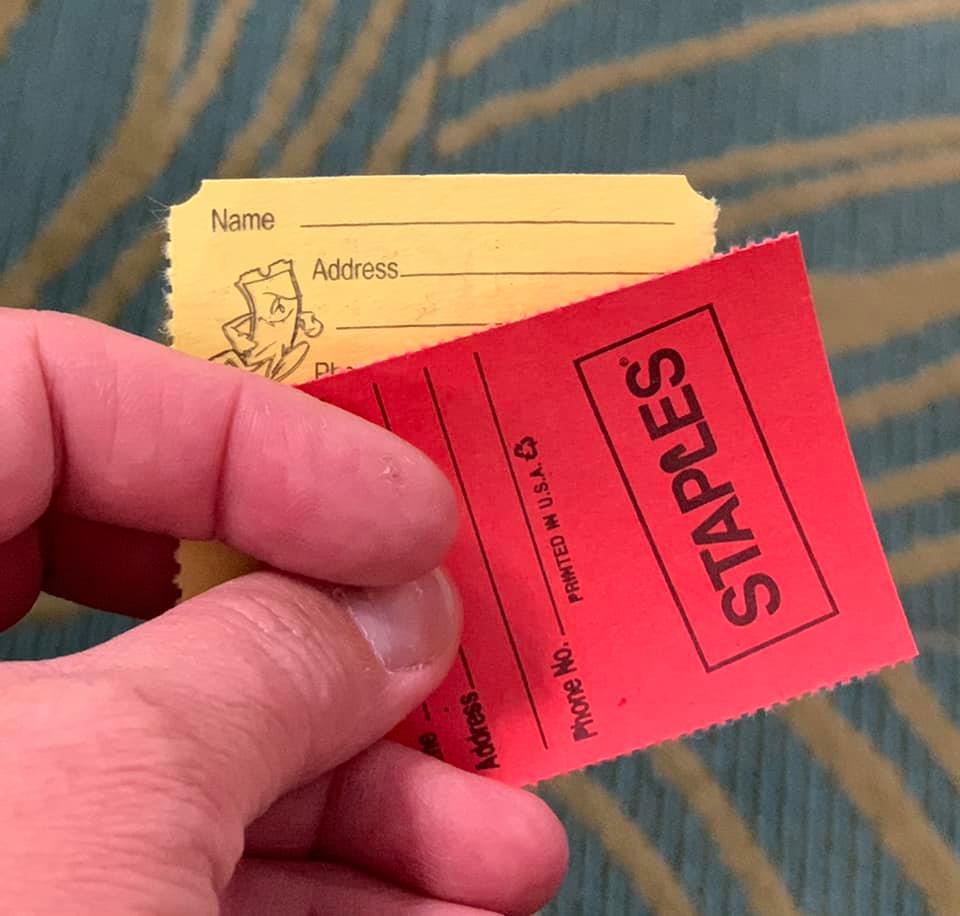 Name
Address
STAPLES®
Address
Phone No.
PRINTED IN U.S.A.